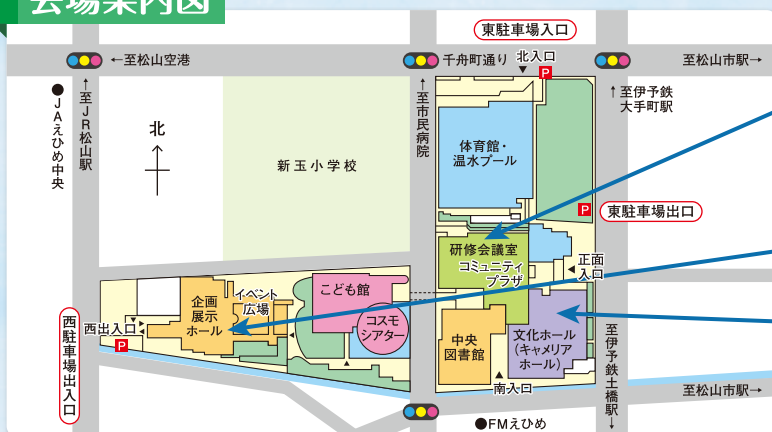 会場案内図
東駐車場入口
←至松山空港
千舟町通り
北入口
P
至松山市駅→
●JAえひめ中央
↑至JR松山駅
北
新玉小学校
↑至市民病院
体育館・
温水プール
↑至伊予鉄
大手町駅
P
東駐車場出口
研修会議室
コミュニティ
プラザ
正面
入口
企画
展示
ホール
イベント
広場
こども館
コスモ
シアター
西出入口
P
西駐車場出入口
中央
図書館
文化ホール
(キャメリア
ホール)
南入口
至伊予鉄土橋駅↓
至松山市駅→
●FMえひめ